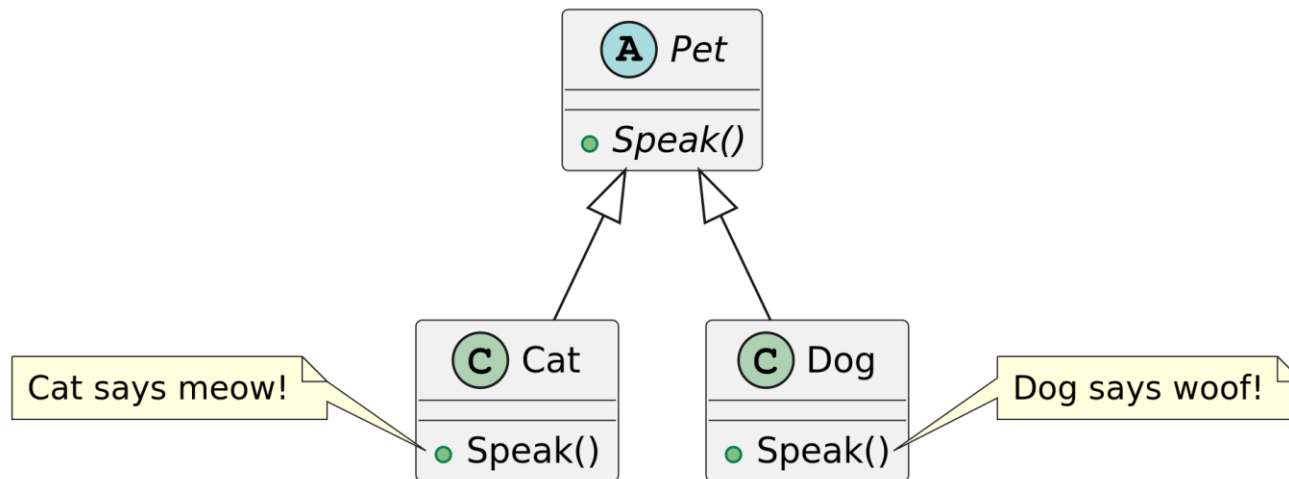 A Pet
Speak()
C Cat
C Dog
Cat says meow!
Dog says woof!
Speak()
Speak()